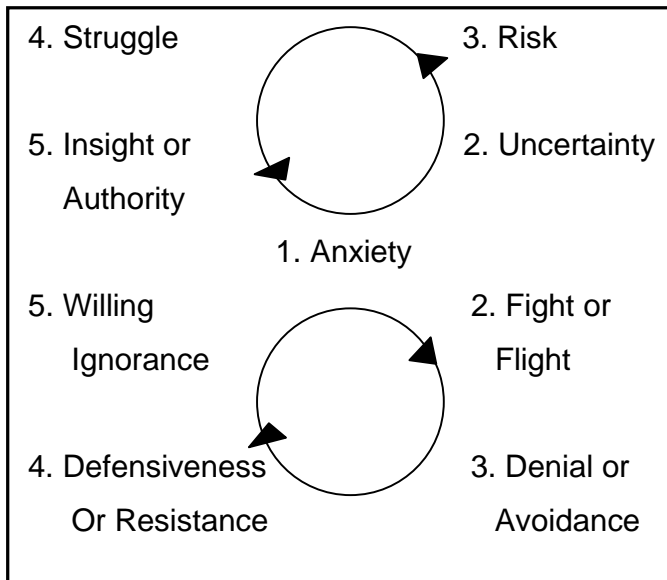 4. Struggle
3. Risk
5. Insight or
Authority
2. Uncertainty
1. Anxiety
5. Willing
Ignorance
2. Fight or
Flight
4. Defensiveness
Or Resistance
3. Denial or
Avoidance